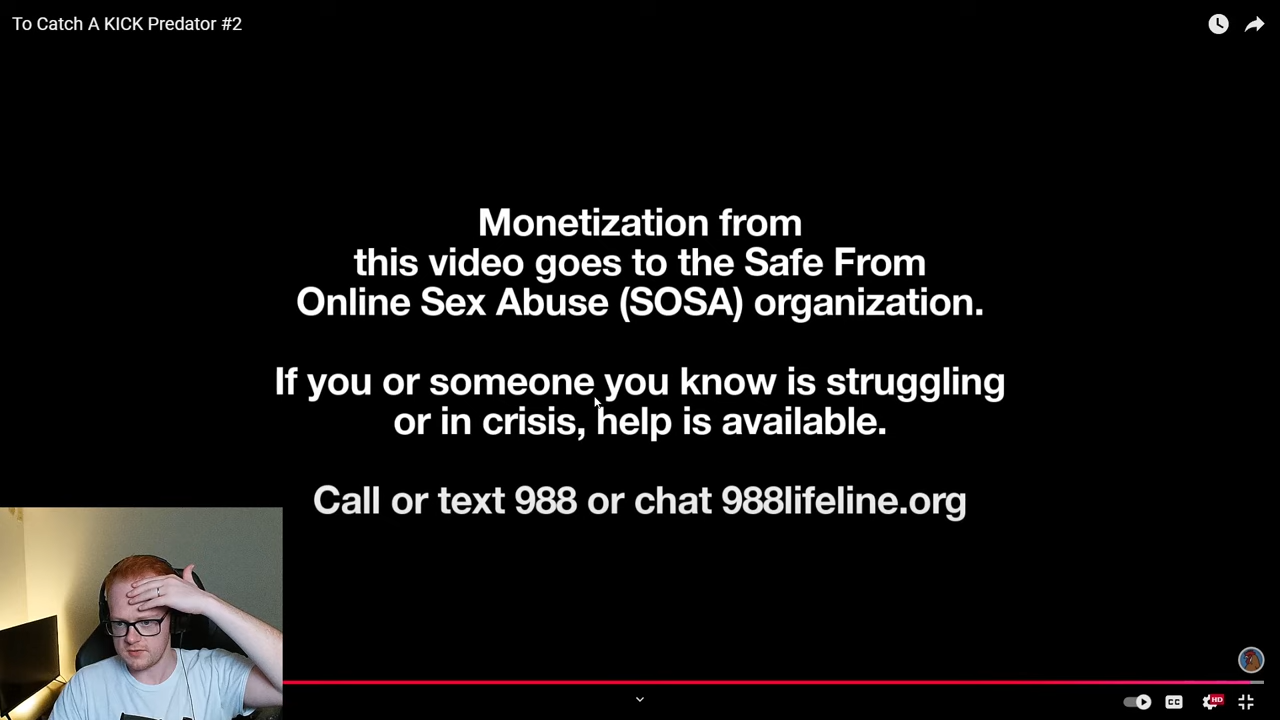 To Catch A KICK Predator #2
Monetization from
this video goes to the Safe From
Online Sex Abuse (SOSA) organization.
If you or someone you know is struggling
or in crisis, help is available.
Call or text 988 or chat 988lifeline.org
CC
HD